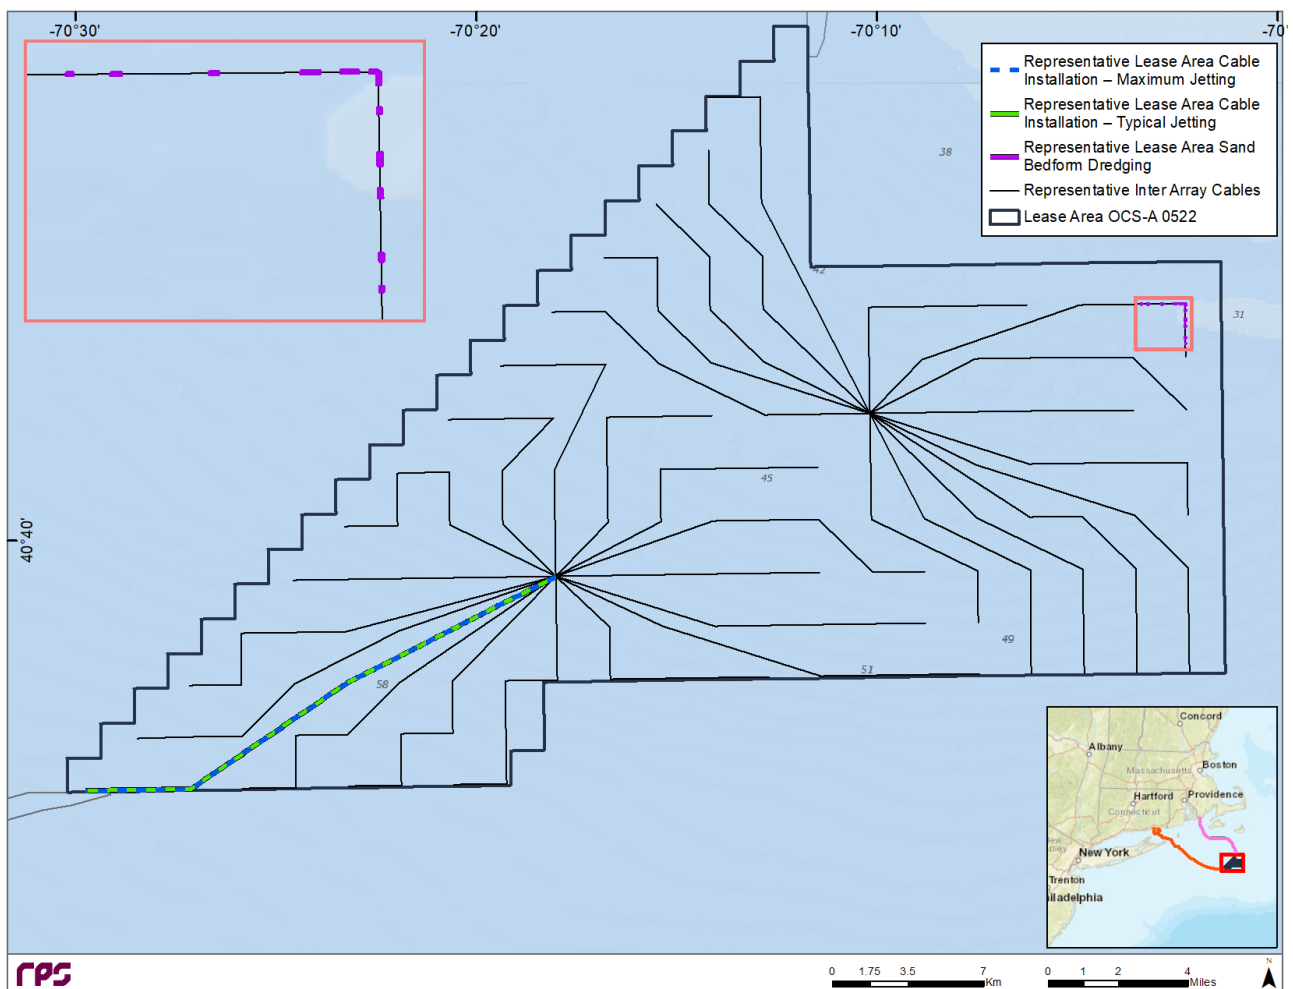 -70°30'
-70°20'
-70°10'
-70°
Representative Lease Area Cable
Installation – Maximum Jetting
Representative Lease Area Cable
Installation – Typical Jetting
Representative Lease Area Sand
Bedform Dredging
Representative Inter Array Cables
Lease Area OCS-A 0522
38
42
31
45
40°40'
49
51
58
Concord
Albany
Boston
Massachusetts
Hartford
Providence
Connecticut
New York
Trenton
iladelphia
rps
0 1.75 3.5 7
Km
0 1 2 4
Miles
N